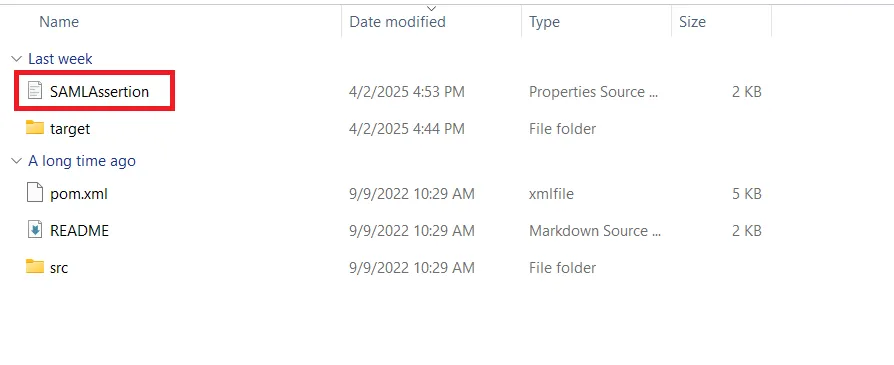 Name Date modified Type Size
Last week
SAMLAssertion 4/2/2025 4:53 PM Properties Source ... 2 KB
target 4/2/2025 4:44 PM File folder
A long time ago
pom.xml 9/9/2022 10:29 AM xmlfile 5 KB
README 9/9/2022 10:29 AM Markdown Source ... 2 KB
src 9/9/2022 10:29 AM File folder